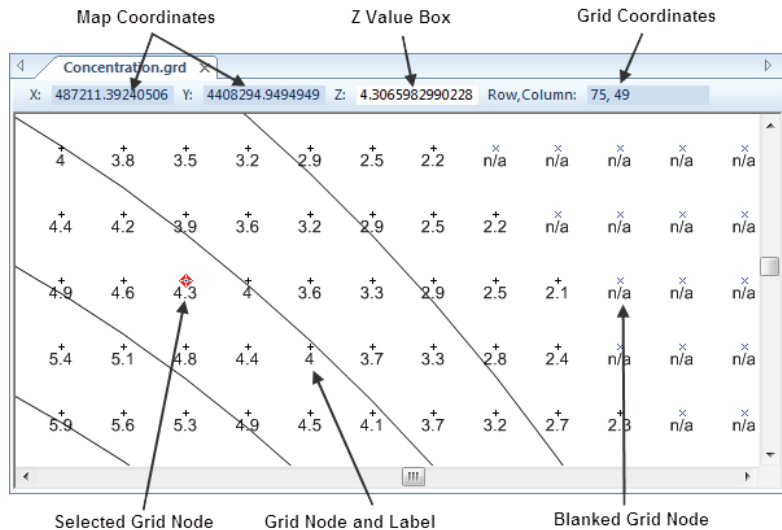 Map Coordinates Z Value Box Grid Coordinates
Concentration.grd
X: 487211.39240506 Y: 4408294.9494949 Z: 4.3065982990228 Row,Column: 75, 49
4 3.8 3.5 3.2 2.9 2.5 2.2 n/a n/a n/a n/a n/a
4.4 4.2 3.9 3.6 3.2 2.9 2.5 2.2 n/a n/a n/a n/a
4.9 4.6 4.3 4 3.6 3.3 2.9 2.5 2.1 n/a n/a n/a
5.4 5.1 4.8 4.4 4 3.7 3.3 2.8 2.4 n/a n/a n/a
5.9 5.6 5.3 4.9 4.5 4.1 3.7 3.2 2.7 2.3 n/a n/a
Selected Grid Node Grid Node and Label Blanked Grid Node